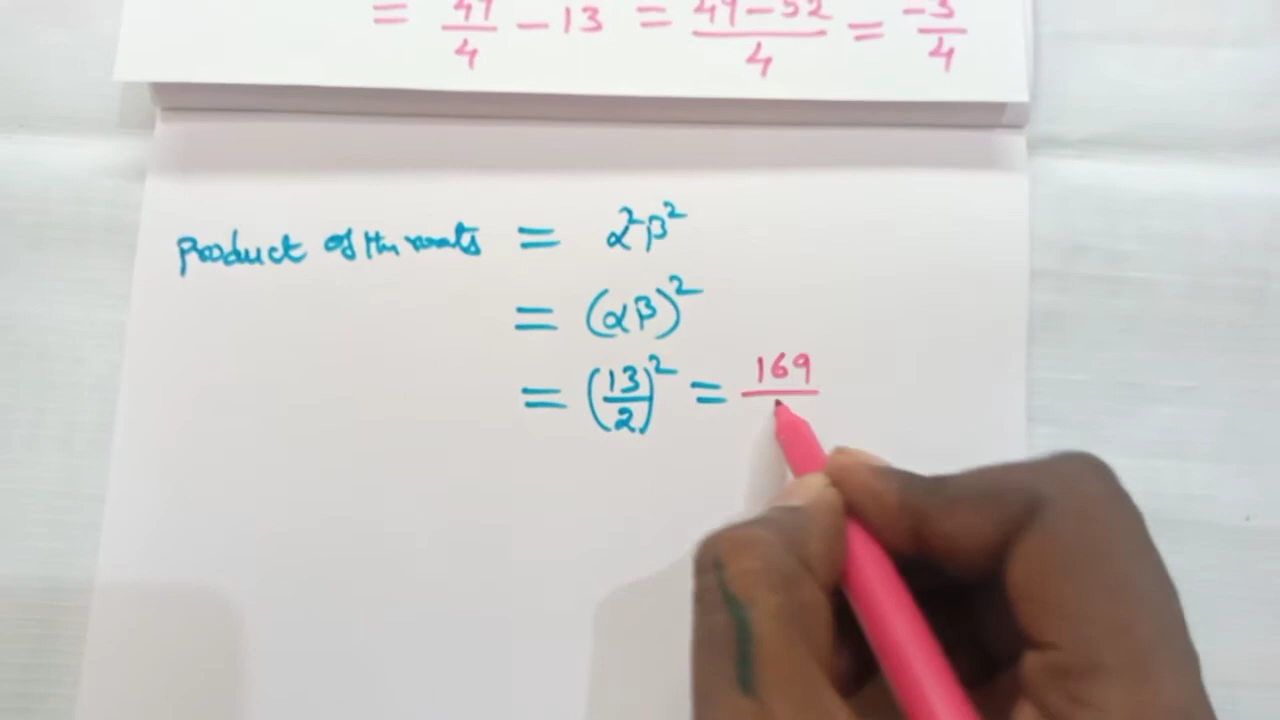 = 49/4 - 13 = 49-52/4 = -3/4
Product of the roots = α²β²
= (αβ)²
= (13/2)² = 169/